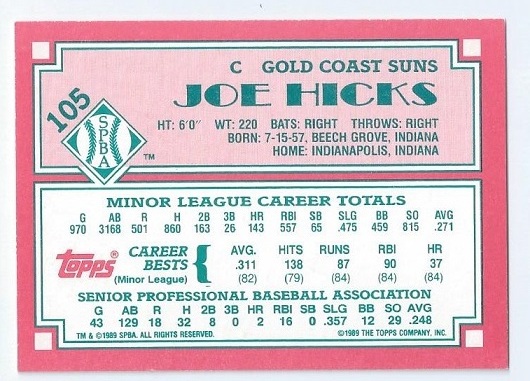 105
SPBA
™
C GOLD COAST SUNS
JOE HICKS
HT: 6'0" WT: 220 BATS: RIGHT THROWS: RIGHT
BORN: 7-15-57, BEECH GROVE, INDIANA
HOME: INDIANAPOLIS, INDIANA
MINOR LEAGUE CAREER TOTALS
G AB R H 2B 3B HR RBI SB SLG BB SO AVG
970 3168 501 860 163 26 143 557 65 .475 459 815 .271
Topps®
CAREER BESTS (Minor League) {
AVG. HITS RUNS RBI HR
.311 138 87 90 37
(82) (79) (84) (84) (84)
SENIOR PROFESSIONAL BASEBALL ASSOCIATION
G AB R H 2B 3B HR RBI SB SLG BB SO AVG
43 129 18 32 8 0 2 16 0 .357 12 29 .248
™ & ©1989 SPBA. ALL RIGHTS RESERVED. ©1989 THE TOPPS COMPANY, INC.